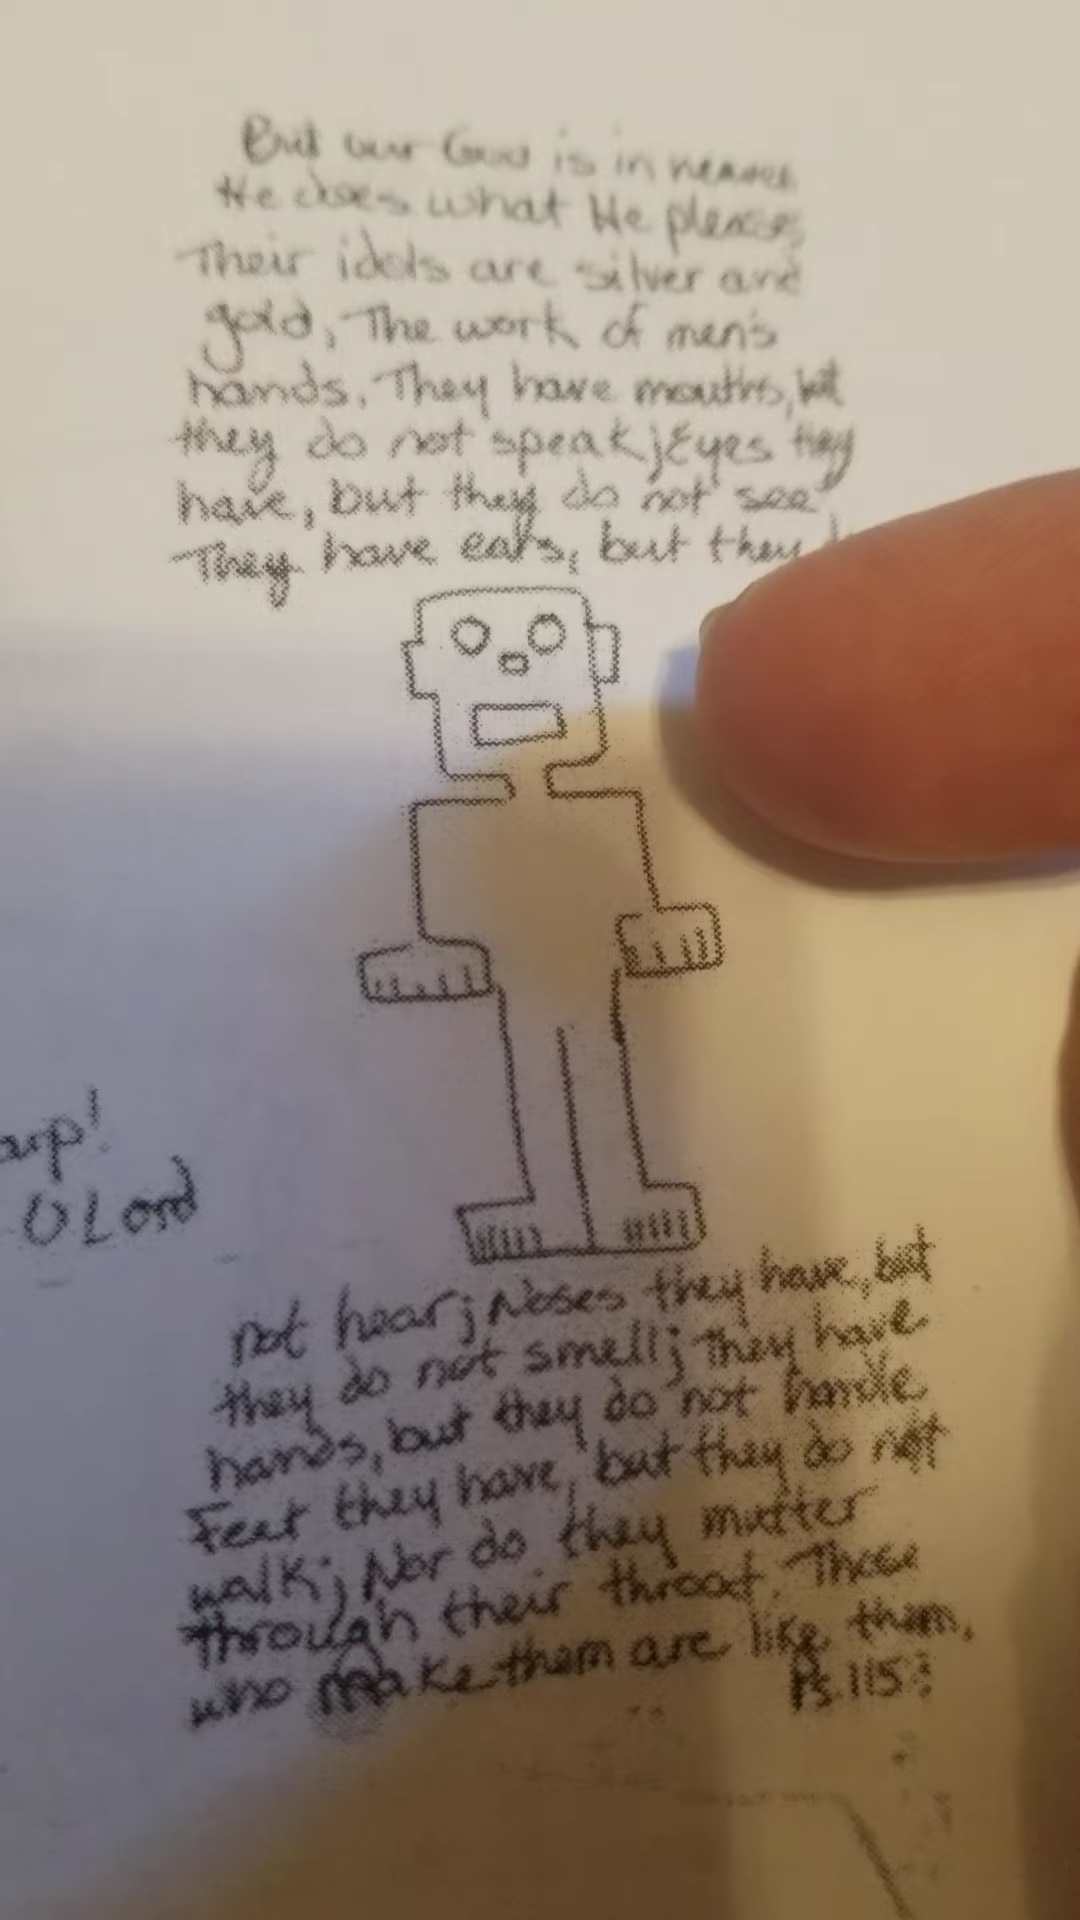 But our God is in heaven
He does what He pleases
Their idols are silver and
gold, The work of men's
hands. They have mouths, but
they do not speak; Eyes they
have, but they do not see;
They have ears, but they
O Lord
not hear; Noses they have, but
they do not smell; They have
hands, but they do not handle
Feet they have, but they do not
walk; Nor do they mutter
through their throat. Those
who make them are like them.
Ps. 115: